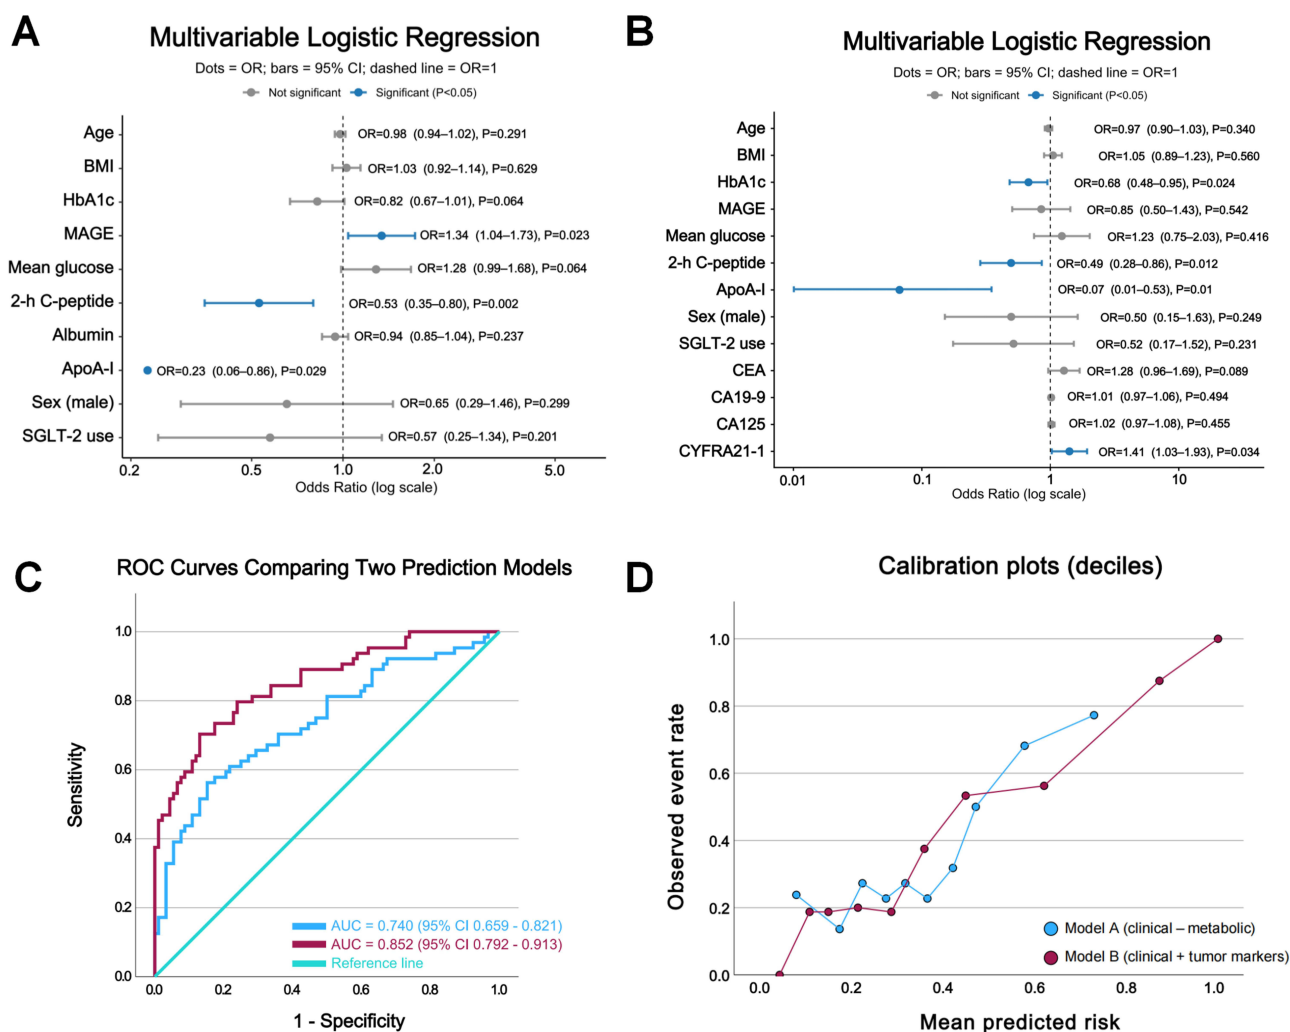 A
Multivariable Logistic Regression
Dots = OR; bars = 95% CI; dashed line = OR=1
Not significant Significant (P<0.05)
Age OR=0.98 (0.94–1.02), P=0.291
BMI OR=1.03 (0.92–1.14), P=0.629
HbA1c OR=0.82 (0.67–1.01), P=0.064
MAGE OR=1.34 (1.04–1.73), P=0.023
Mean glucose OR=1.28 (0.99–1.68), P=0.064
2-h C-peptide OR=0.53 (0.35–0.80), P=0.002
Albumin OR=0.94 (0.85–1.04), P=0.237
ApoA-I OR=0.23 (0.06–0.86), P=0.029
Sex (male) OR=0.65 (0.29–1.46), P=0.299
SGLT-2 use OR=0.57 (0.25–1.34), P=0.201
0.2 0.5 1.0 2.0 5.0
Odds Ratio (log scale)
B
Multivariable Logistic Regression
Dots = OR; bars = 95% CI; dashed line = OR=1
Not significant Significant (P<0.05)
Age OR=0.97 (0.90–1.03), P=0.340
BMI OR=1.05 (0.89–1.23), P=0.560
HbA1c OR=0.68 (0.48–0.95), P=0.024
MAGE OR=0.85 (0.50–1.43), P=0.542
Mean glucose OR=1.23 (0.75–2.03), P=0.416
2-h C-peptide OR=0.49 (0.28–0.86), P=0.012
ApoA-I OR=0.07 (0.01–0.53), P=0.01
Sex (male) OR=0.50 (0.15–1.63), P=0.249
SGLT-2 use OR=0.52 (0.17–1.52), P=0.231
CEA OR=1.28 (0.96–1.69), P=0.089
CA19-9 OR=1.01 (0.97–1.06), P=0.494
CA125 OR=1.02 (0.97–1.08), P=0.455
CYFRA21-1 OR=1.41 (1.03–1.93), P=0.034
0.01 0.1 1 10
Odds Ratio (log scale)
C
ROC Curves Comparing Two Prediction Models
Sensitivity
1.0
0.8
0.6
0.4
0.2
0.0
AUC = 0.740 (95% CI 0.659 - 0.821)
AUC = 0.852 (95% CI 0.792 - 0.913)
Reference line
0.0 0.2 0.4 0.6 0.8 1.0
1 - Specificity
D
Calibration plots (deciles)
Observed event rate
1.0
0.8
0.6
0.4
0.2
0.0
Model A (clinical – metabolic)
Model B (clinical + tumor markers)
0.0 0.2 0.4 0.6 0.8 1.0
Mean predicted risk